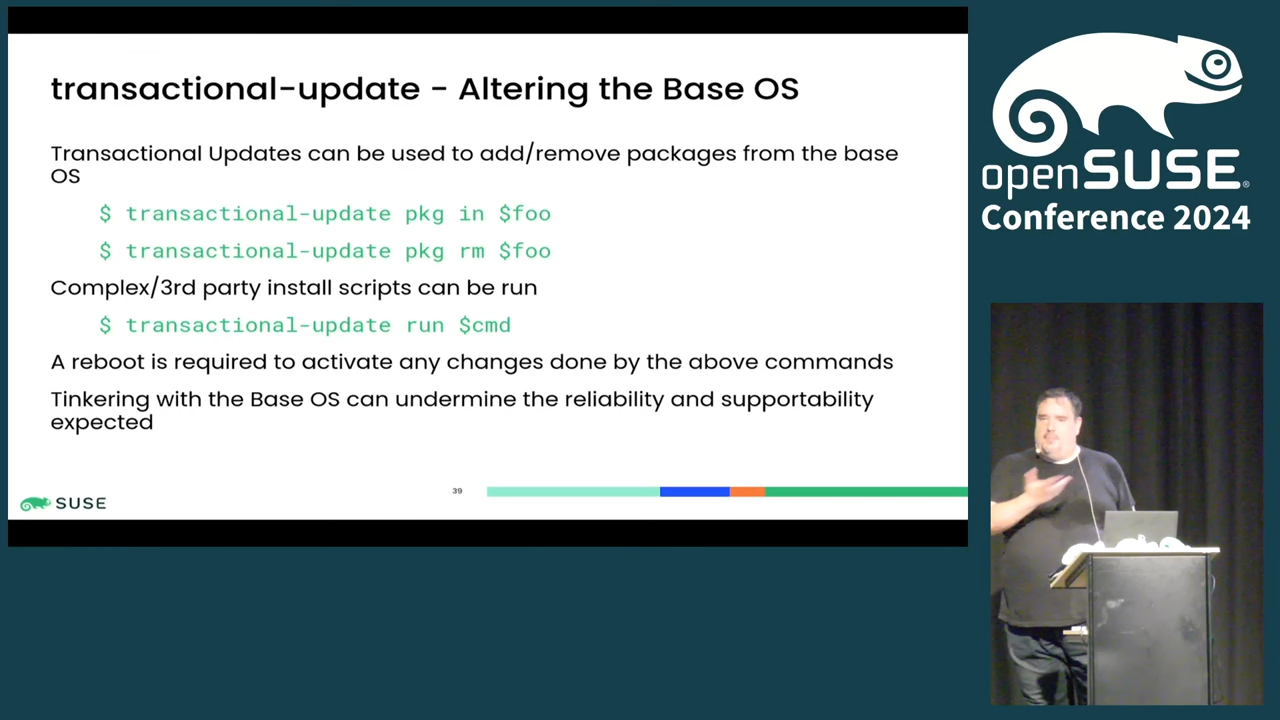 transactional-update - Altering the Base OS
Transactional Updates can be used to add/remove packages from the base
OS
$ transactional-update pkg in $foo
$ transactional-update pkg rm $foo
Complex/3rd party install scripts can be run
$ transactional-update run $cmd
A reboot is required to activate any changes done by the above commands
Tinkering with the Base OS can undermine the reliability and supportability
expected
39
SUSE
openSUSE®
Conference 2024